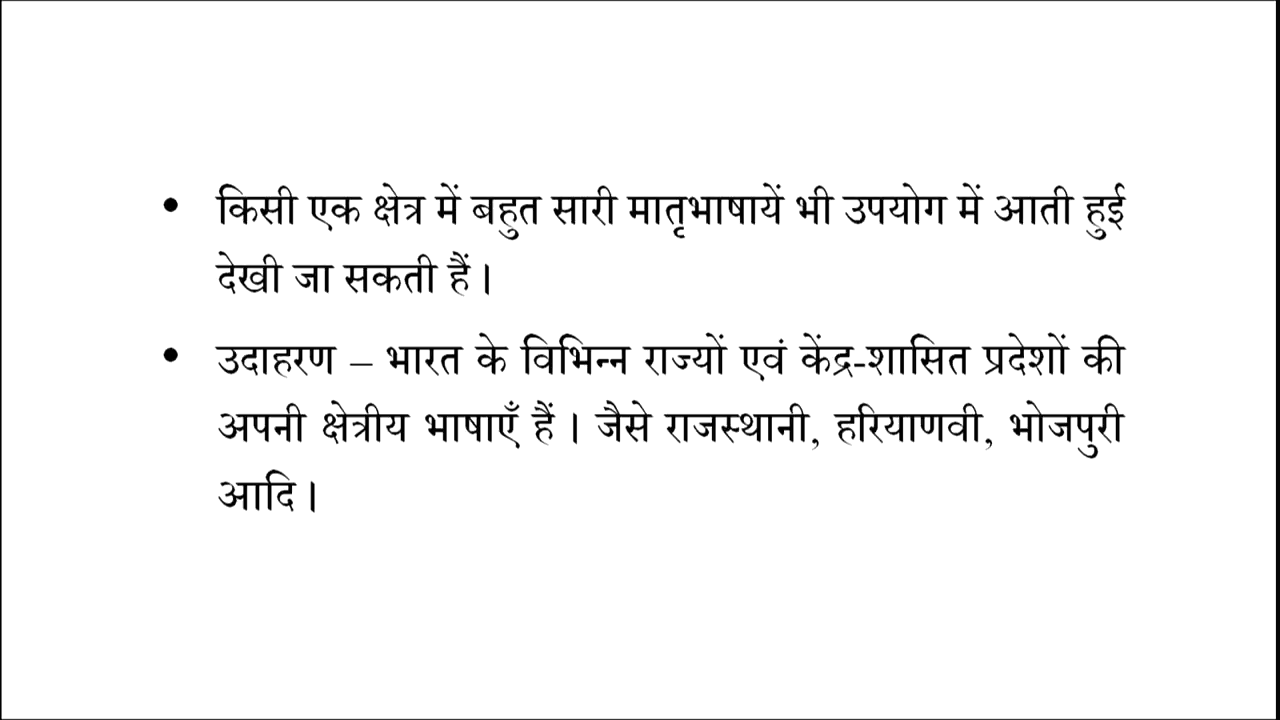 • किसी एक क्षेत्र में बहुत सारी मातृभाषायें भी उपयोग में आती हुई
देखी जा सकती हैं ।
• उदाहरण – भारत के विभिन्न राज्यों एवं केंद्र-शासित प्रदेशों की
अपनी क्षेत्रीय भाषाएँ हैं । जैसे राजस्थानी, हरियाणवी, भोजपुरी
आदि ।